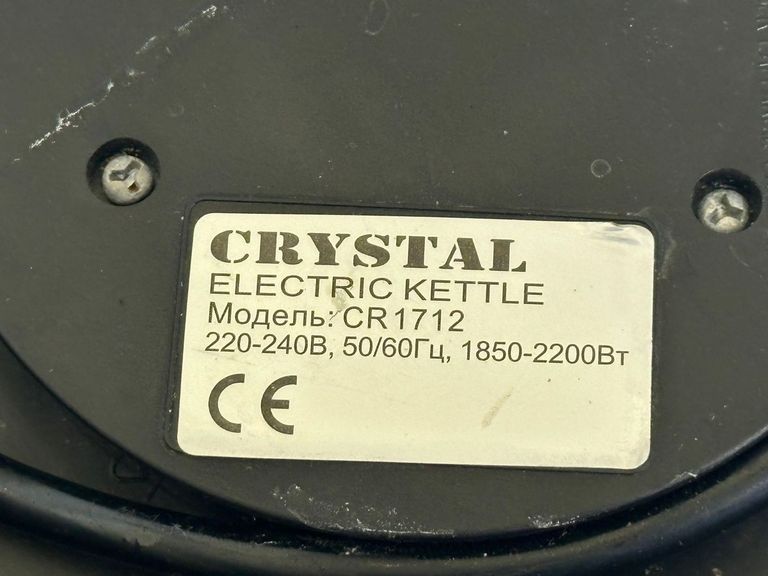 CRYSTAL
ELECTRIC KETTLE
Модель: CR1712
220-240В, 50/60Гц, 1850-2200Вт
CE